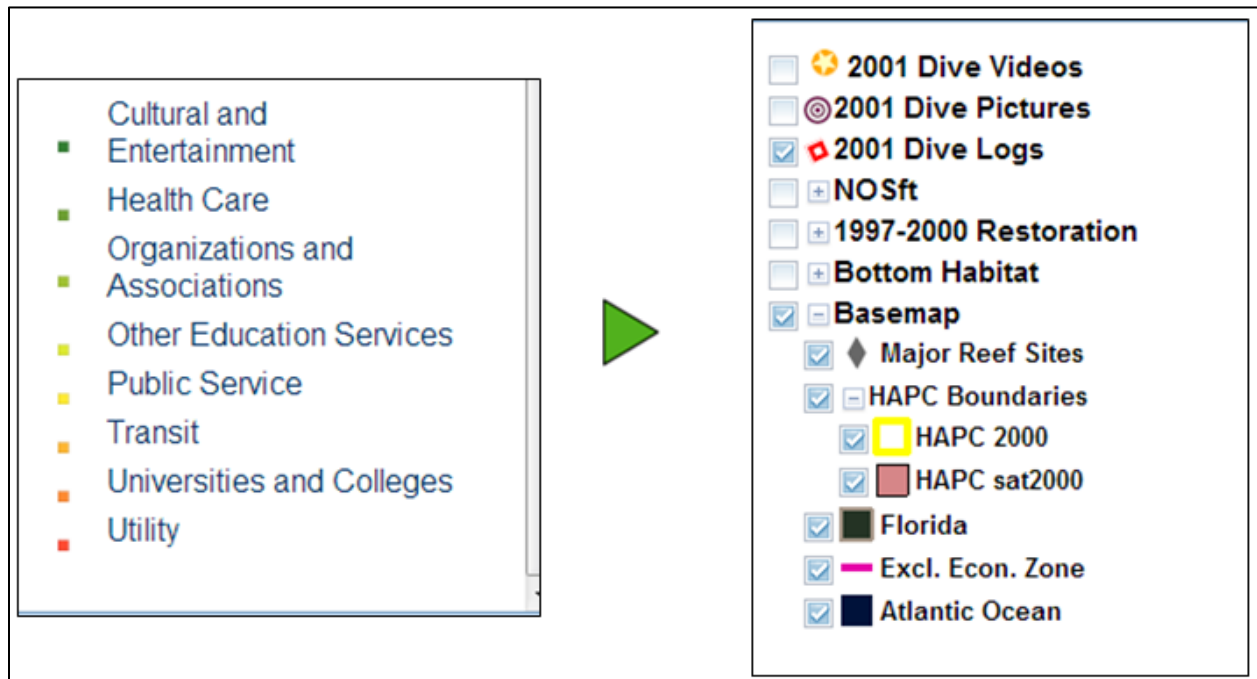 Cultural and
Entertainment
Health Care
Organizations and
Associations
Other Education Services
Public Service
Transit
Universities and Colleges
Utility
2001 Dive Videos
2001 Dive Pictures
2001 Dive Logs
NOSft
1997-2000 Restoration
Bottom Habitat
Basemap
Major Reef Sites
HAPC Boundaries
HAPC 2000
HAPC sat2000
Florida
Excl. Econ. Zone
Atlantic Ocean